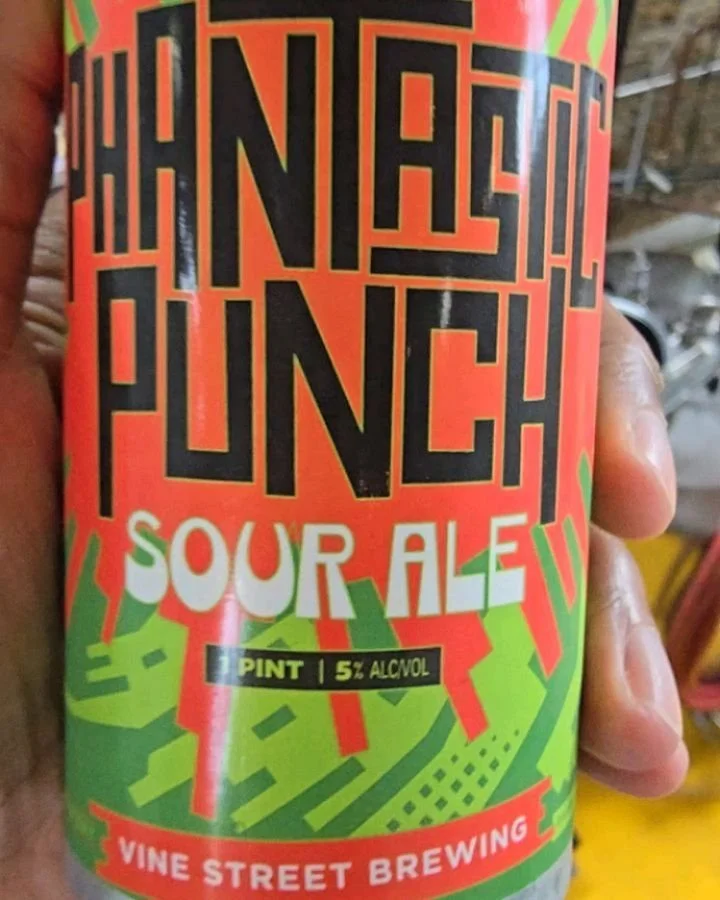 PHANTASTIC
PUNCH
SOUR ALE
1 PINT | 5% ALC/VOL
VINE STREET BREWING